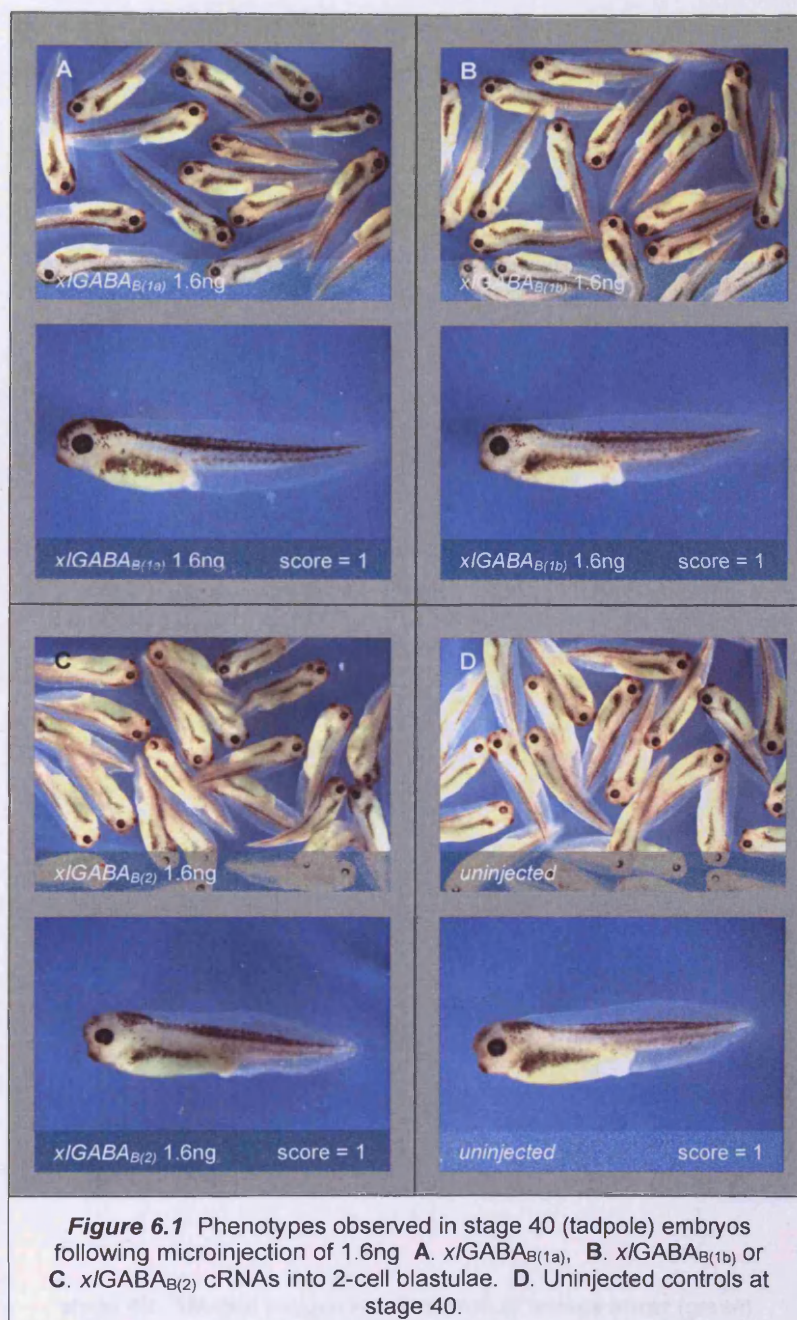 A
B
xlGABAB(1a) 1.6ng
xlGABAB(1b) 1.6ng
xlGABAB(1a) 1.6ng score = 1
xlGABAB(1b) 1.6ng score = 1
C
D
xlGABAB(2) 1.6ng
uninjected
xlGABAB(2) 1.6ng score = 1
uninjected score = 1
Figure 6.1 Phenotypes observed in stage 40 (tadpole) embryos
following microinjection of 1.6ng A. xlGABAB(1a), B. xlGABAB(1b) or
C. xlGABAB(2) cRNAs into 2-cell blastulae. D. Uninjected controls at
stage 40.